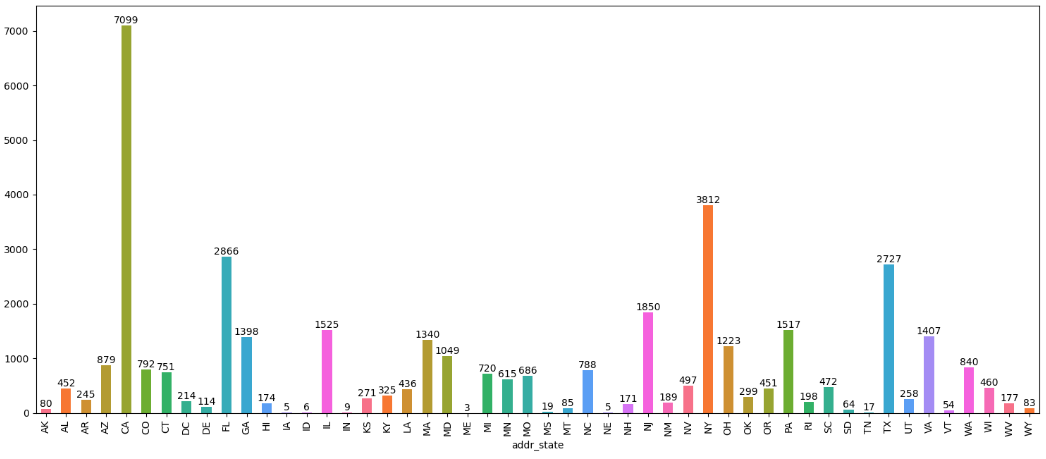 7000
6000
5000
4000
3000
2000
1000
0
80 452 245 879 7099 792 751 214 114 2866 1398 174 5 6 1525 9 271 325 436 1340 1049 3 720 615 686 19 85 788 5 171 1850 189 497 3812 1223 299 451 1517 198 472 64 17 2727 258 1407 54 840 460 177 83
AK AL AR AZ CA CO CT DC DE FL GA HI IA ID IL IN KS KY LA MA MD ME MI MN MO MS MT NC NE NH NJ NM NV NY OH OK OR PA RI SC SD TN TX UT VA VT WA WI WV WY
addr_state